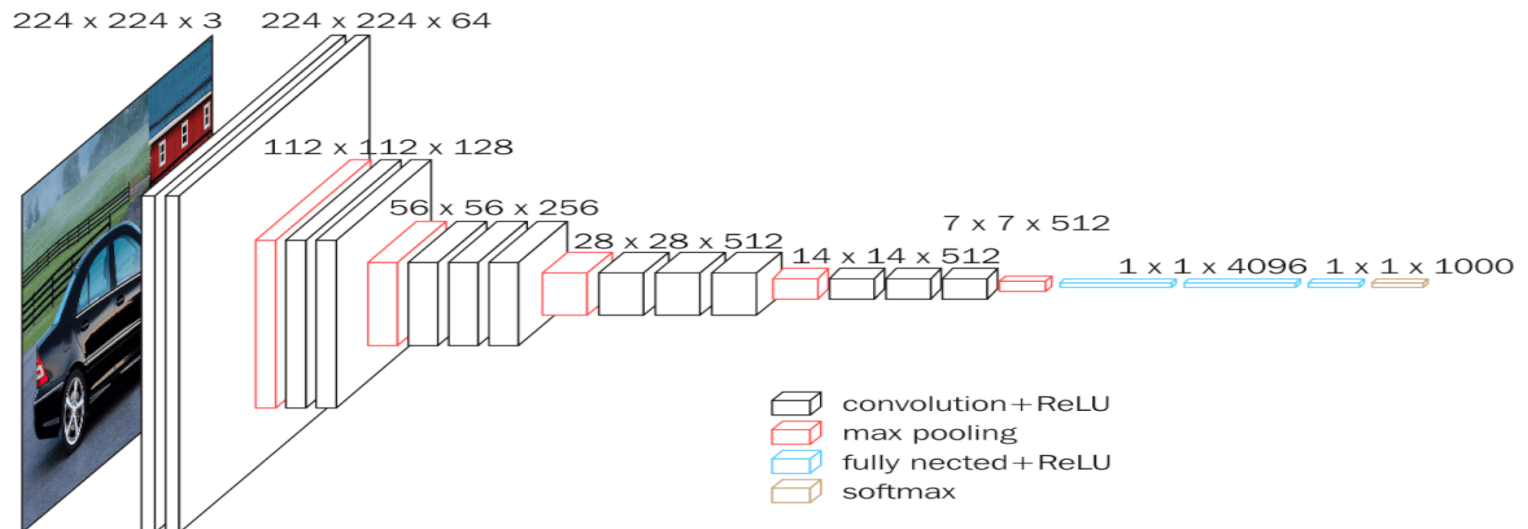 224 x 224 x 3
224 x 224 x 64
112 x 112 x 128
56 x 56 x 256
28 x 28 x 512
14 x 14 x 512
7 x 7 x 512
1 x 1 x 4096
1 x 1 x 1000
convolution+ReLU
max pooling
fully nected+ReLU
softmax